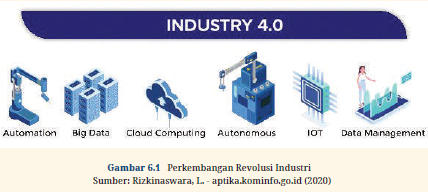 INDUSTRY 4.0
Automation Big Data Cloud Computing Autonomous IOT Data Management
Gambar 6.1 Perkembangan Revolusi Industri
Sumber: Rizkinaswara, L. - aptika.kominfo.go.id (2020)